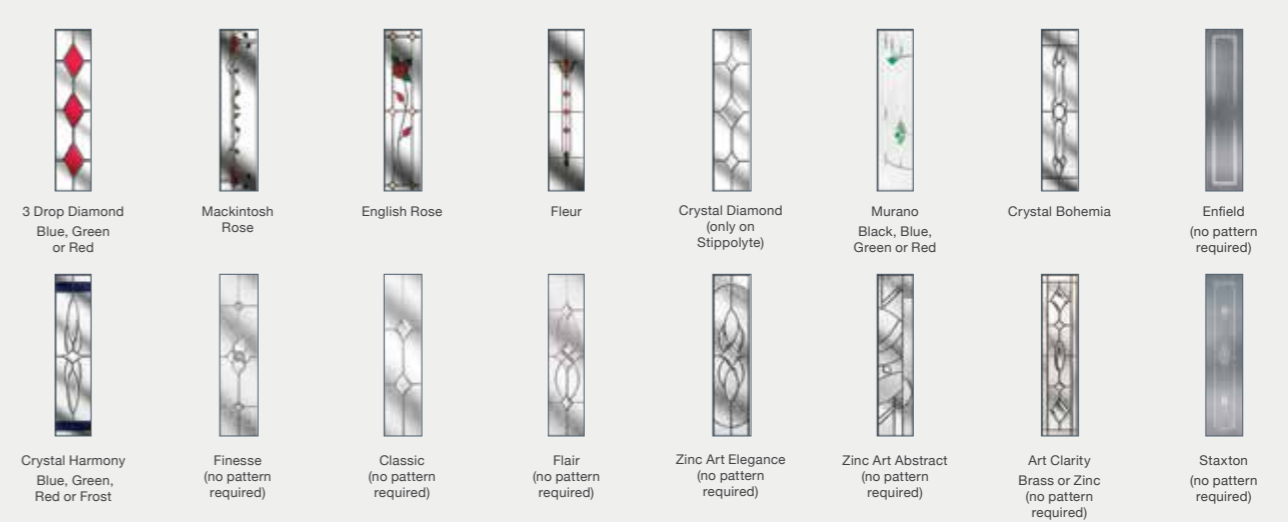 3 Drop Diamond
Blue, Green
or Red
Mackintosh
Rose
English Rose
Fleur
Crystal Diamond
(only on
Stippolyte)
Murano
Black, Blue,
Green or Red
Crystal Bohemia
Enfield
(no pattern
required)
Crystal Harmony
Blue, Green,
Red or Frost
Finesse
(no pattern
required)
Classic
(no pattern
required)
Flair
(no pattern
required)
Zinc Art Elegance
(no pattern
required)
Zinc Art Abstract
(no pattern
required)
Art Clarity
Brass or Zinc
(no pattern
required)
Staxton
(no pattern
required)